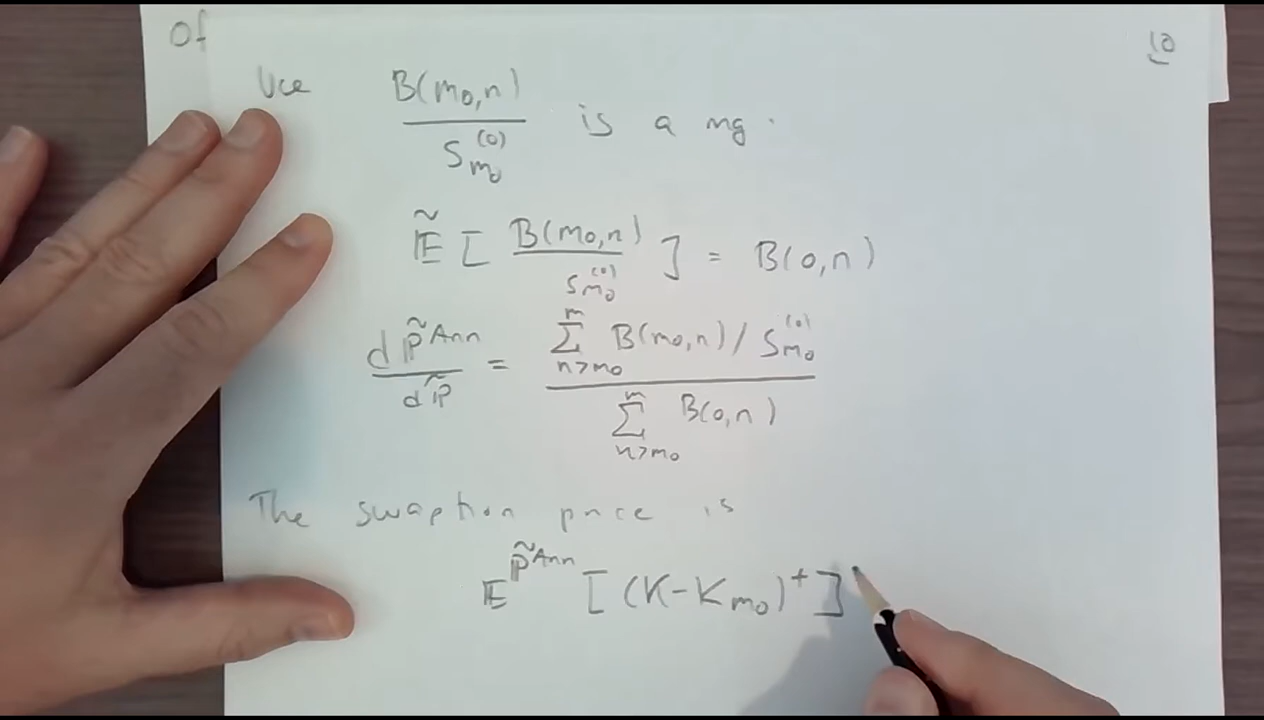 Of
10
Use B(m₀,n) / S_{m₀}^{(0)} is a mg.
Ẽ [ B(m₀,n) / S_{m₀}^{(0)} ] = B(0,n)
dP̃^{Ann} / dP̃ = ( Σ_{n>m₀}^{m} B(m₀,n) / S_{m₀}^{(0)} ) / ( Σ_{n>m₀}^{m} B(0,n) )
The swaption price is
E^{P̃^{Ann}} [ (K-K_{m₀})^+ ]